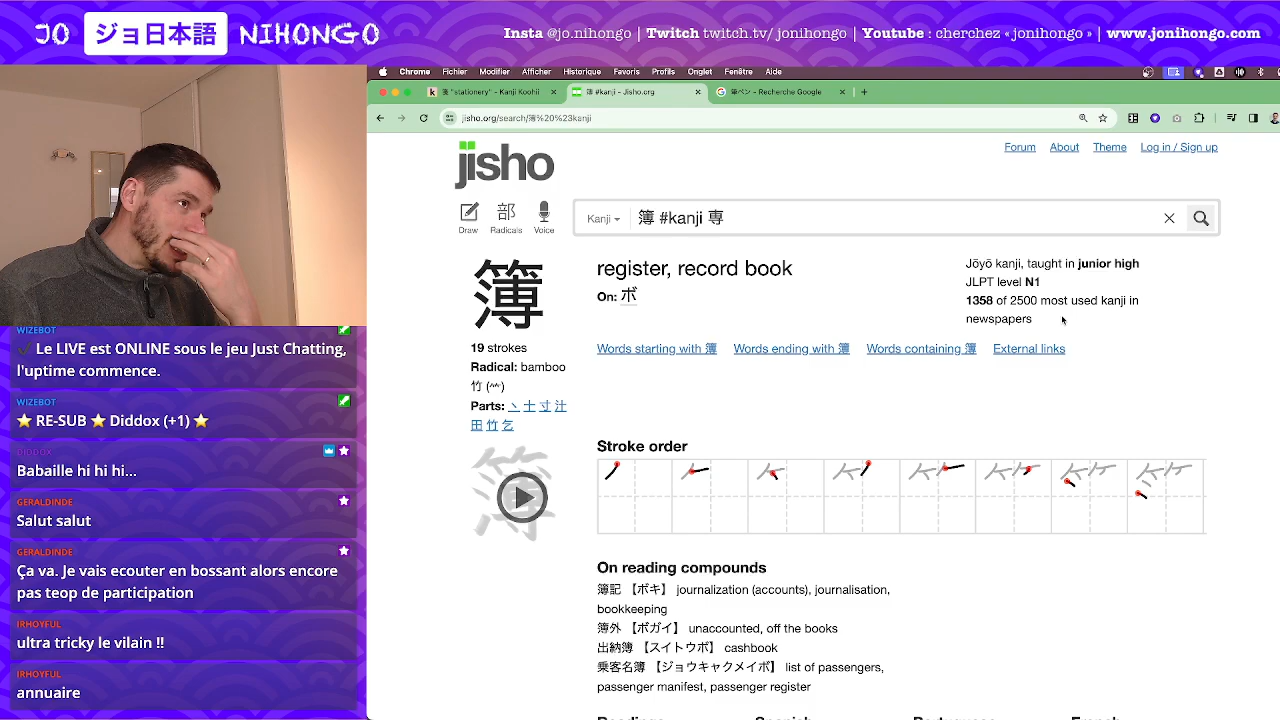 JO ジョ日本語 NIHONGO
Insta @jo.nihongo | Twitch twitch.tv/ jonihongo | Youtube : cherchez « jonihongo » | www.jonihongo.com
Chrome Fichier Modifier Afficher Historique Favoris Profils Onglet Fenêtre Aide
簿 "stationery" - Kanji Koohii
簿 #kanji - Jisho.org
筆ペン - Recherche Google
jisho.org/search/簿%20%23kanji
Forum About Theme Log in / Sign up
jisho
Draw
部 Radicals
Voice
Kanji 簿 #kanji 専
簿
19 strokes
Radical: bamboo
竹 (⺮)
Parts: 丶 十 寸 汁
田 竹 乞
register, record book
On: ボ
Jōyō kanji, taught in junior high
JLPT level N1
1358 of 2500 most used kanji in
newspapers
Words starting with 簿 Words ending with 簿 Words containing 簿 External links
Stroke order
簿
On reading compounds
簿記 【ボキ】 journalization (accounts), journalisation,
bookkeeping
簿外 【ボガイ】 unaccounted, off the books
出納簿 【スイトウボ】 cashbook
乗客名簿 【ジョウキャクメイボ】 list of passengers,
passenger manifest, passenger register
WIZEBOT
✓ Le LIVE est ONLINE sous le jeu Just Chatting,
l'uptime commence.
WIZEBOT
⭐ RE-SUB ⭐ Diddox (+1) ⭐
DIDDOX
Babaille hi hi hi...
GERALDINDE
Salut salut
GERALDINDE
Ça va. Je vais ecouter en bossant alors encore
pas teop de participation
IRHOYFUL
ultra tricky le vilain !!
IRHOYFUL
annuaire